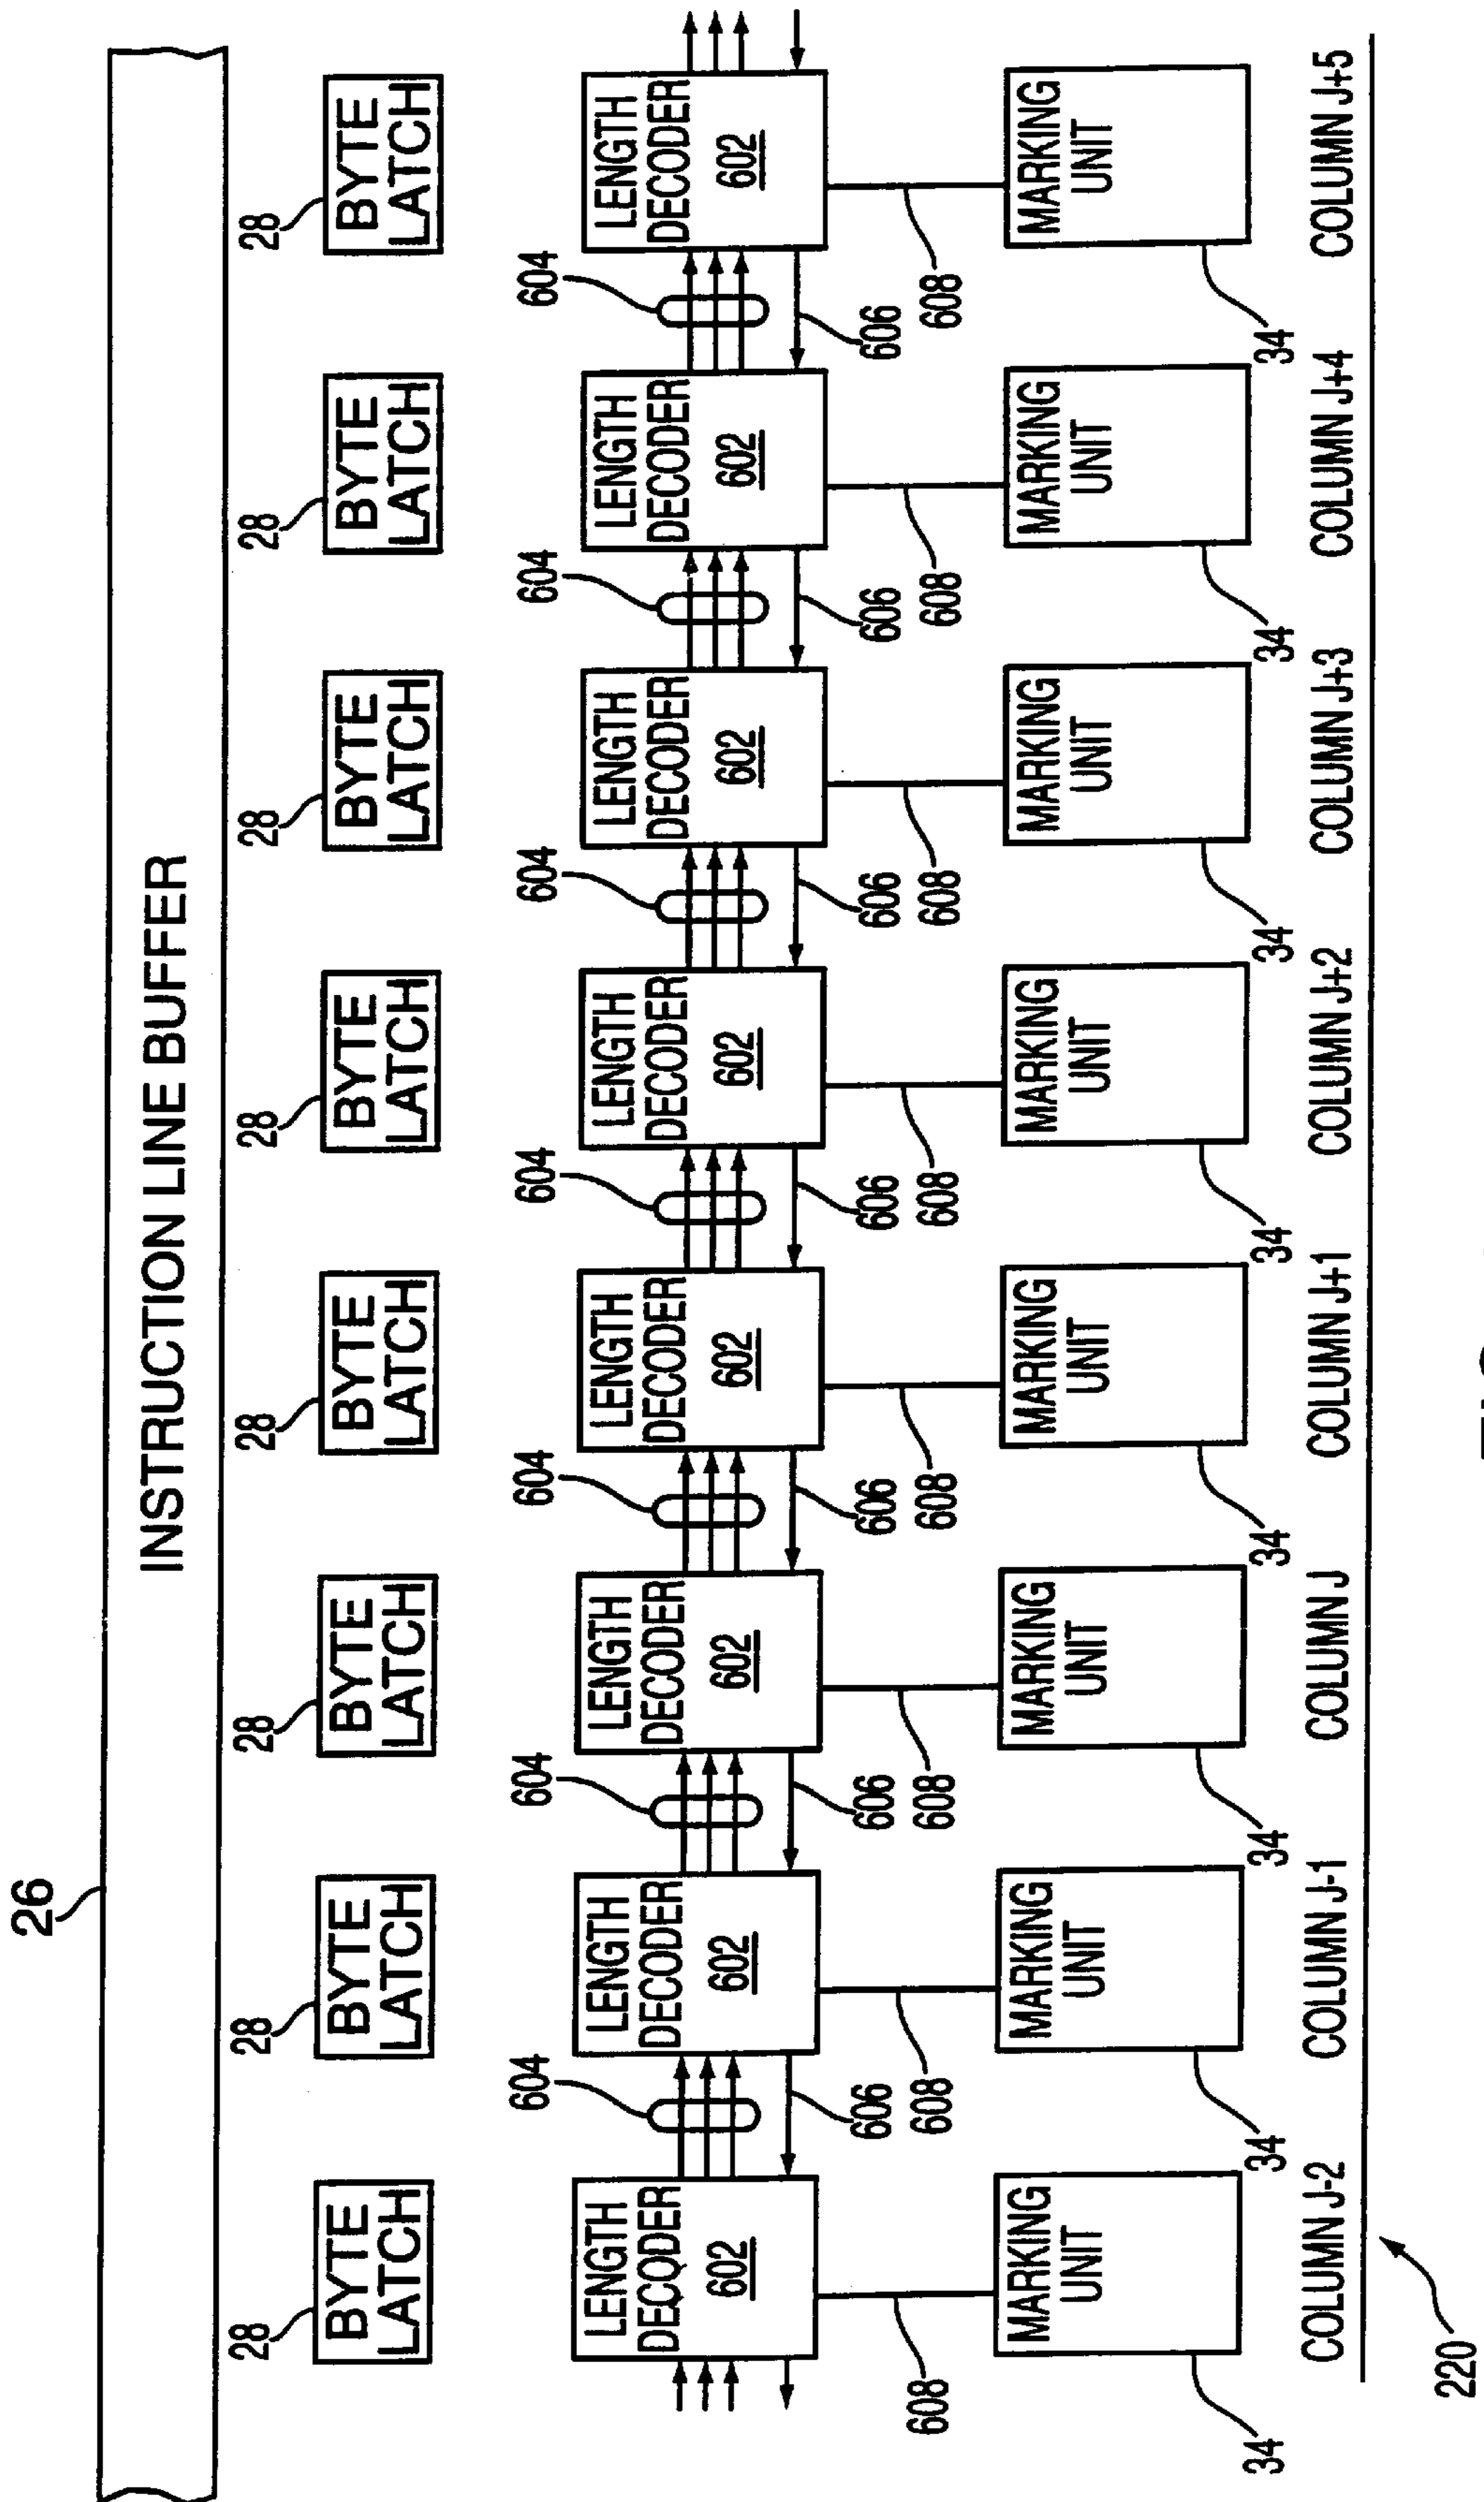 26
INSTRUCTION LINE BUFFER
28 28 28 28 28 28 28 28
BYTE BYTE BYTE BYTE BYTE BYTE BYTE BYTE
LATCH LATCH LATCH LATCH LATCH LATCH LATCH LATCH
604 604 604 604 604 604 604
LENGTH LENGTH LENGTH LENGTH LENGTH LENGTH LENGTH LENGTH
DECODER DECODER DECODER DECODER DECODER DECODER DECODER DECODER
602 602 602 602 602 602 602 602
606 606 606 606 606 606 606
608 608 608 608 608 608 608 608
MARKING MARKING MARKING MARKING MARKING MARKING MARKING MARKING
UNIT UNIT UNIT UNIT UNIT UNIT UNIT UNIT
34 34 34 34 34 34 34 34
COLUMN J-2 COLUMN J-1 COLUMN J COLUMN J+1 COLUMN J+2 COLUMN J+3 COLUMN J+4 COLUMN J+5
220